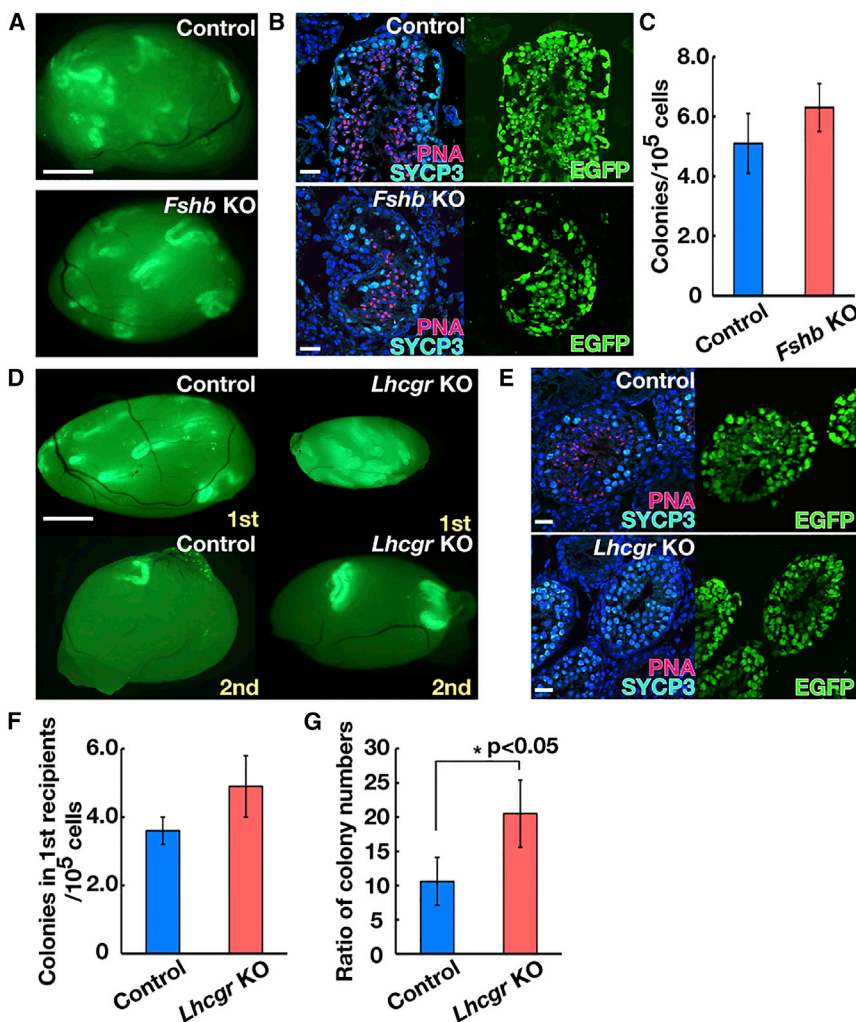 A
Control
Fshb KO
B
Control
PNA
SYCP3
EGFP
Fshb KO
PNA
SYCP3
EGFP
C
Colonies/10⁵ cells
8.0
6.0
4.0
2.0
0
Control
Fshb KO
D
Control
1st
Lhcgr KO
1st
Control
2nd
Lhcgr KO
2nd
E
Control
PNA
SYCP3
EGFP
Lhcgr KO
PNA
SYCP3
EGFP
F
Colonies in 1st recipients
/10⁵ cells
6.0
4.0
2.0
0
Control
Lhcgr KO
G
Ratio of colony numbers
30
25
20
15
10
5
0
* p<0.05
Control
Lhcgr KO